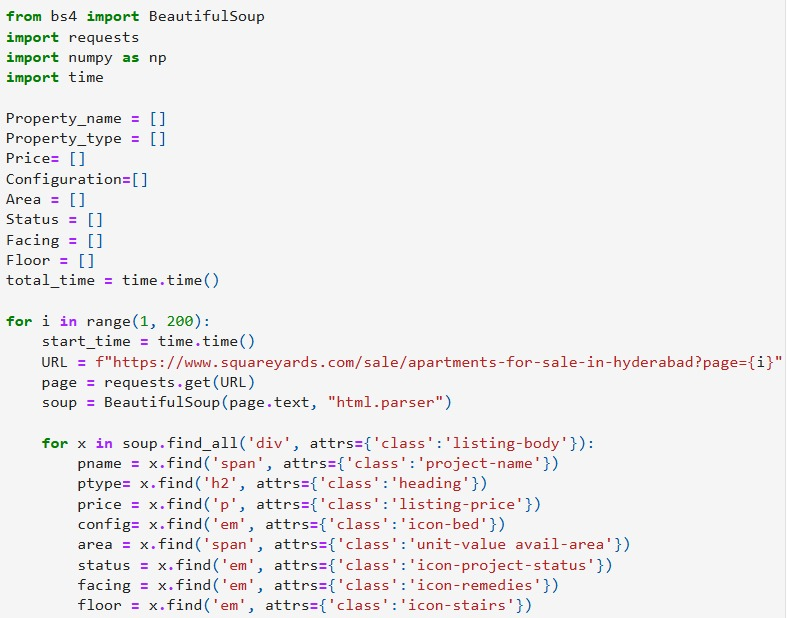 from bs4 import BeautifulSoup
import requests
import numpy as np
import time

Property_name = []
Property_type = []
Price= []
Configuration=[]
Area = []
Status = []
Facing = []
Floor = []
total_time = time.time()

for i in range(1, 200):
    start_time = time.time()
    URL = f"https://www.squareyards.com/sale/apartments-for-sale-in-hyderabad?page={i}"
    page = requests.get(URL)
    soup = BeautifulSoup(page.text, "html.parser")

    for x in soup.find_all('div', attrs={'class':'listing-body'}):
        pname = x.find('span', attrs={'class':'project-name'})
        ptype= x.find('h2', attrs={'class':'heading'})
        price = x.find('p', attrs={'class':'listing-price'})
        config= x.find('em', attrs={'class':'icon-bed'})
        area = x.find('span', attrs={'class':'unit-value avail-area'})
        status = x.find('em', attrs={'class':'icon-project-status'})
        facing = x.find('em', attrs={'class':'icon-remedies'})
        floor = x.find('em', attrs={'class':'icon-stairs'})